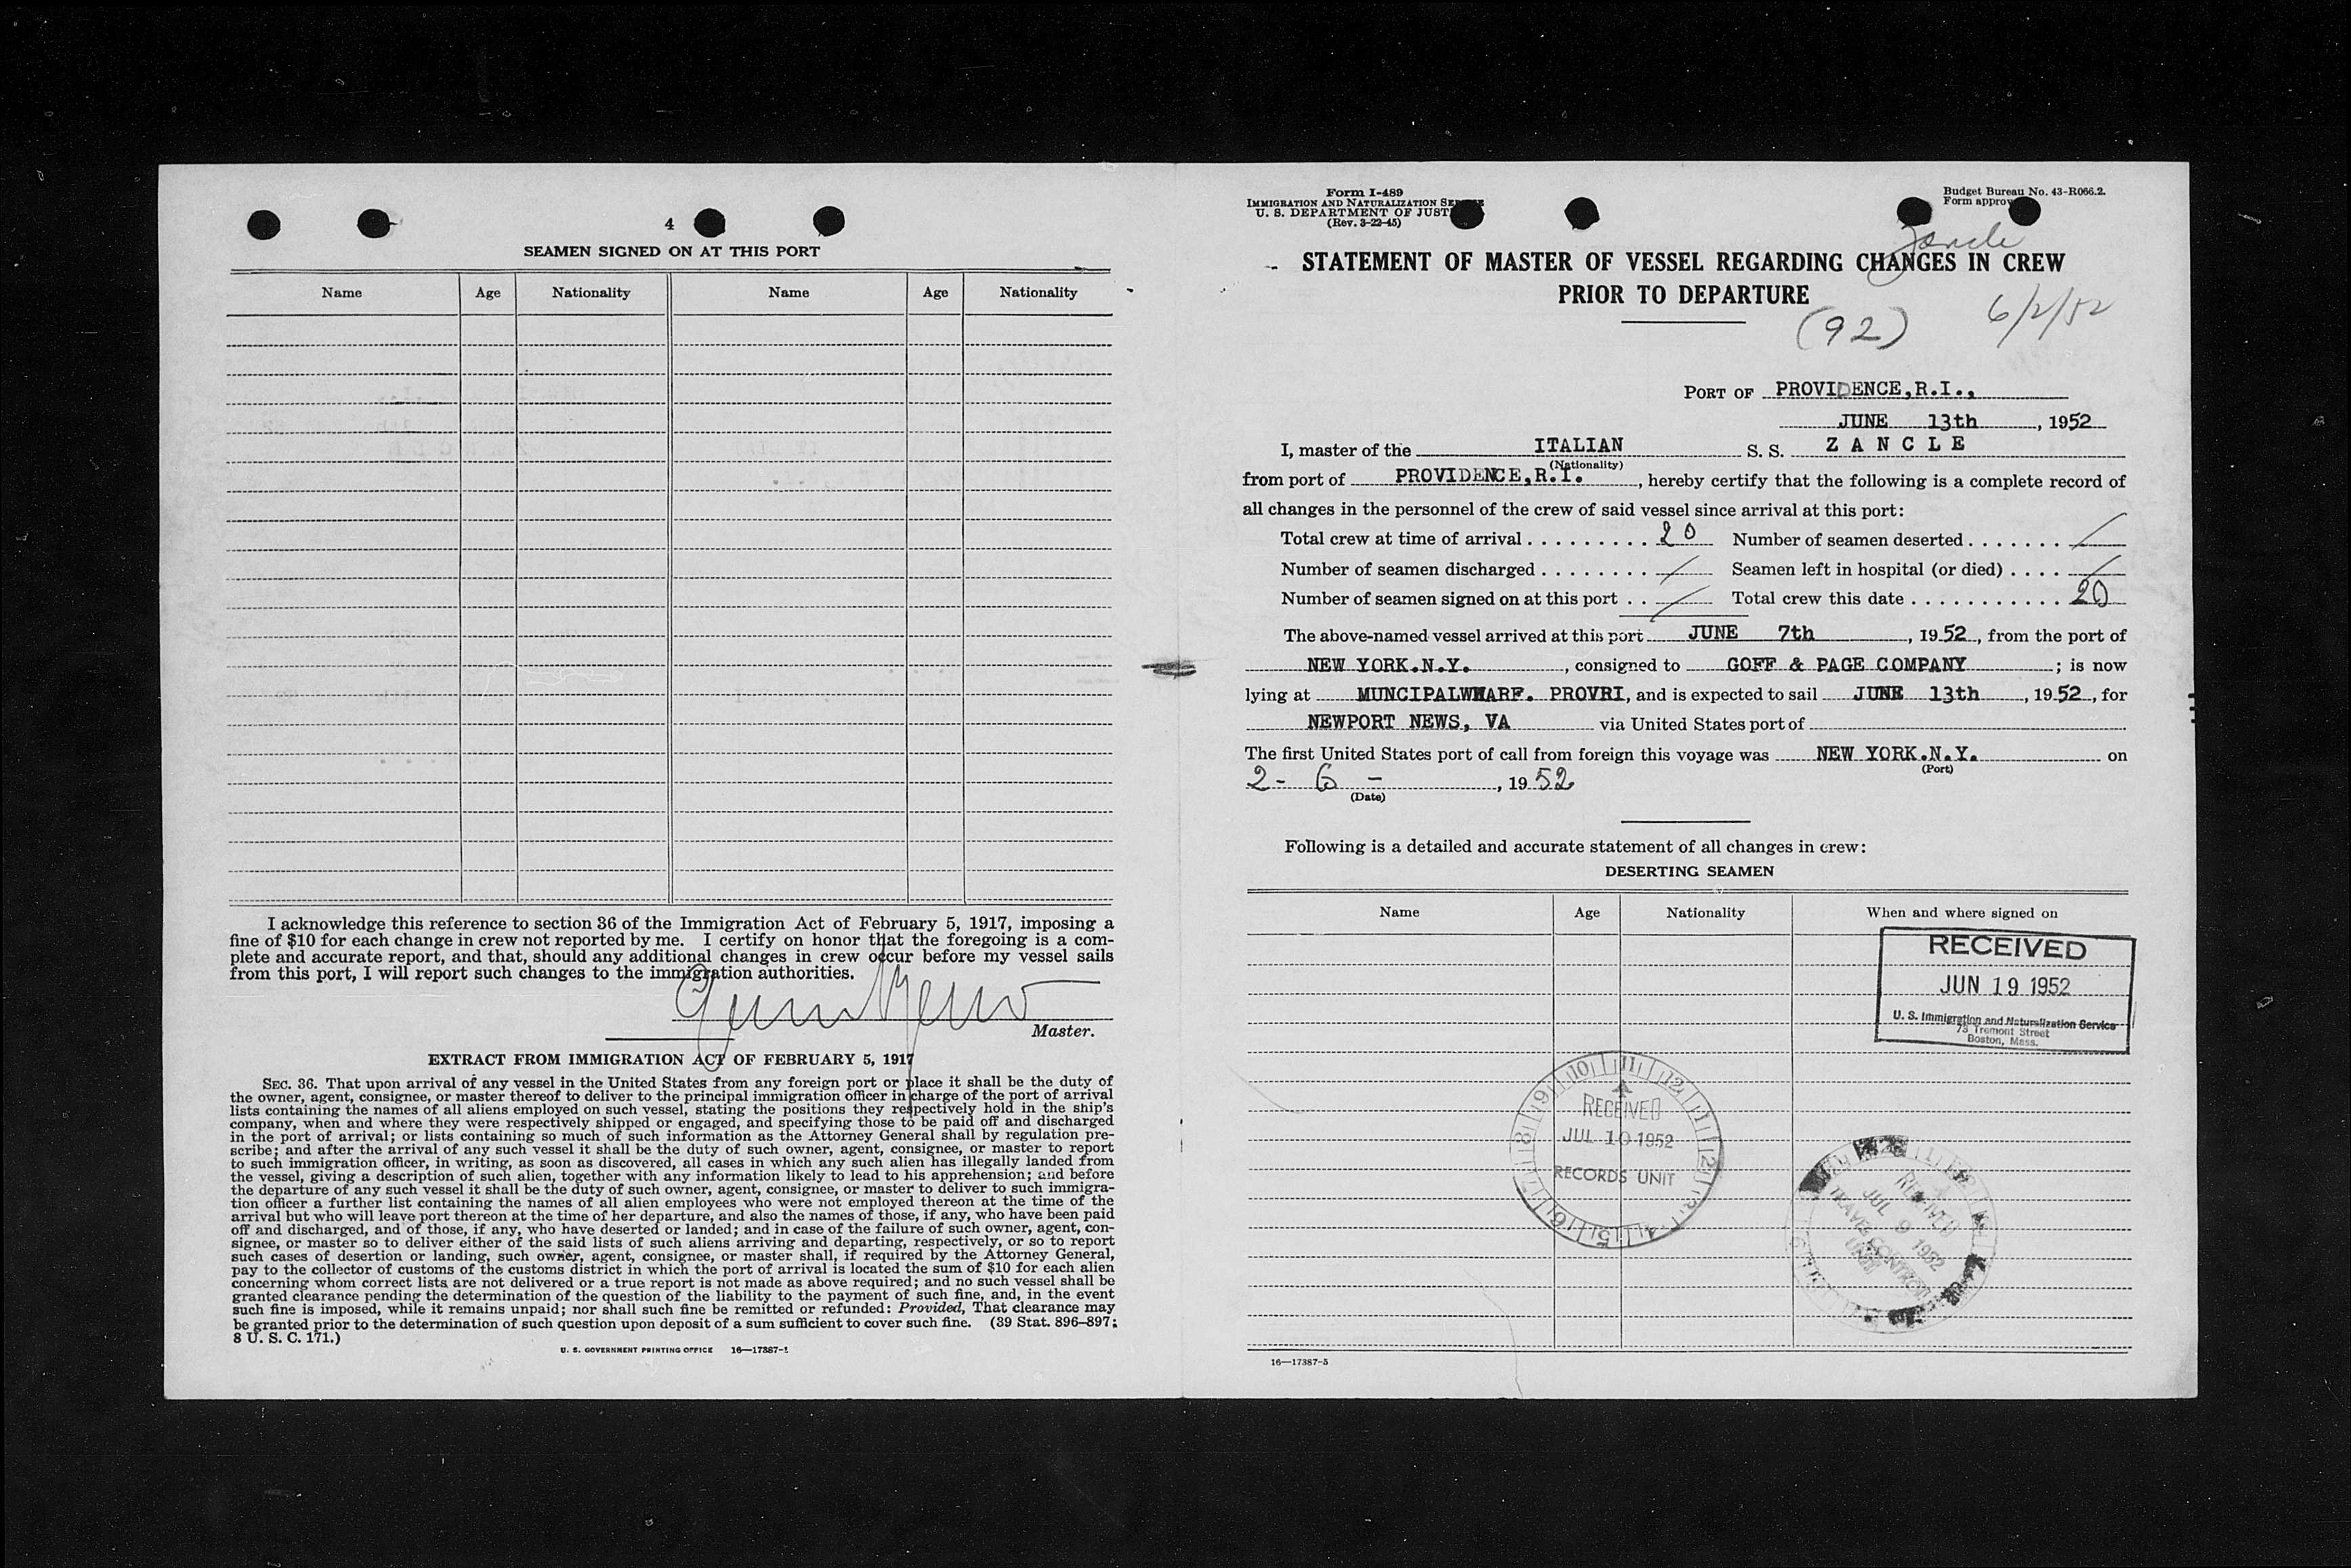 4
SEAMEN SIGNED ON AT THIS PORT
Name Age Nationality Name Age Nationality
I acknowledge this reference to section 36 of the Immigration Act of February 5, 1917, imposing a
fine of $10 for each change in crew not reported by me. I certify on honor that the foregoing is a com-
plete and accurate report, and that, should any additional changes in crew occur before my vessel sails
from this port, I will report such changes to the immigration authorities.
Master.
EXTRACT FROM IMMIGRATION ACT OF FEBRUARY 5, 1917
SEC. 36. That upon arrival of any vessel in the United States from any foreign port or place it shall be the duty of
the owner, agent, consignee, or master thereof to deliver to the principal immigration officer in charge of the port of arrival
lists containing the names of all aliens employed on such vessel, stating the positions they respectively hold in the ship's
company, when and where they were respectively shipped or engaged, and specifying those to be paid off and discharged
in the port of arrival; or lists containing so much of such information as the Attorney General shall by regulation pre-
scribe; and after the arrival of any such vessel it shall be the duty of such owner, agent, consignee, or master to report
to such immigration officer, in writing, as soon as discovered, all cases in which any such alien has illegally landed from
the vessel, giving a description of such alien, together with any information likely to lead to his apprehension; and before
the departure of any such vessel it shall be the duty of such owner, agent, consignee, or master to deliver to such immigra-
tion officer a further list containing the names of all alien employees who were not employed thereon at the time of the
arrival but who will leave port thereon at the time of her departure, and also the names of those, if any, who have been paid
off and discharged, and of those, if any, who have deserted or landed; and in case of the failure of such owner, agent, con-
signee, or master so to deliver either of the said lists of such aliens arriving and departing, respectively, or so to report
such cases of desertion or landing, such owner, agent, consignee, or master shall, if required by the Attorney General,
pay to the collector of customs of the customs district in which the port of arrival is located the sum of $10 for each alien
concerning whom correct lists are not delivered or a true report is not made as above required; and no such vessel shall be
granted clearance pending the determination of the question of the liability to the payment of such fine, and, in the event
such fine is imposed, while it remains unpaid; nor shall such fine be remitted or refunded: Provided, That clearance may
be granted prior to the determination of such question upon deposit of a sum sufficient to cover such fine. (39 Stat. 896–897;
8 U. S. C. 171.)
U. S. GOVERNMENT PRINTING OFFICE 16—17387-1
Form I-489
IMMIGRATION AND NATURALIZATION SE
U. S. DEPARTMENT OF JUST
(Rev. 3-22-45)
Budget Bureau No. 43-R066.2.
Form approv
Zancle
STATEMENT OF MASTER OF VESSEL REGARDING CHANGES IN CREW
PRIOR TO DEPARTURE
(92) 6/2/52
PORT OF PROVIDENCE,R.I.,
JUNE 13th, 1952
I, master of the ITALIAN S. S. Z A N C L E
(Nationality)
from port of PROVIDENCE,R.I., hereby certify that the following is a complete record of
all changes in the personnel of the crew of said vessel since arrival at this port:
Total crew at time of arrival 20 Number of seamen deserted /
Number of seamen discharged / Seamen left in hospital (or died) /
Number of seamen signed on at this port / Total crew this date 20
The above-named vessel arrived at this port JUNE 7th, 1952, from the port of
NEW YORK.N.Y., consigned to GOFF & PAGE COMPANY; is now
lying at MUNCIPALWHARF. PROVRI, and is expected to sail JUNE 13th, 1952, for
NEWPORT NEWS, VA via United States port of
The first United States port of call from foreign this voyage was NEW YORK.N.Y. on
(Port)
2 - 6 -, 1952
(Date)
Following is a detailed and accurate statement of all changes in crew:
DESERTING SEAMEN
Name Age Nationality When and where signed on
RECEIVED
JUN 19 1952
U. S. Immigration and Naturalization Service
73 Tremont Street
Boston, Mass.
RECEIVED
JUL 10 1952
RECORDS UNIT
RECEIVED
JUL 9 1952
TRAVEL CONTROL
UNIT
16—17387-3